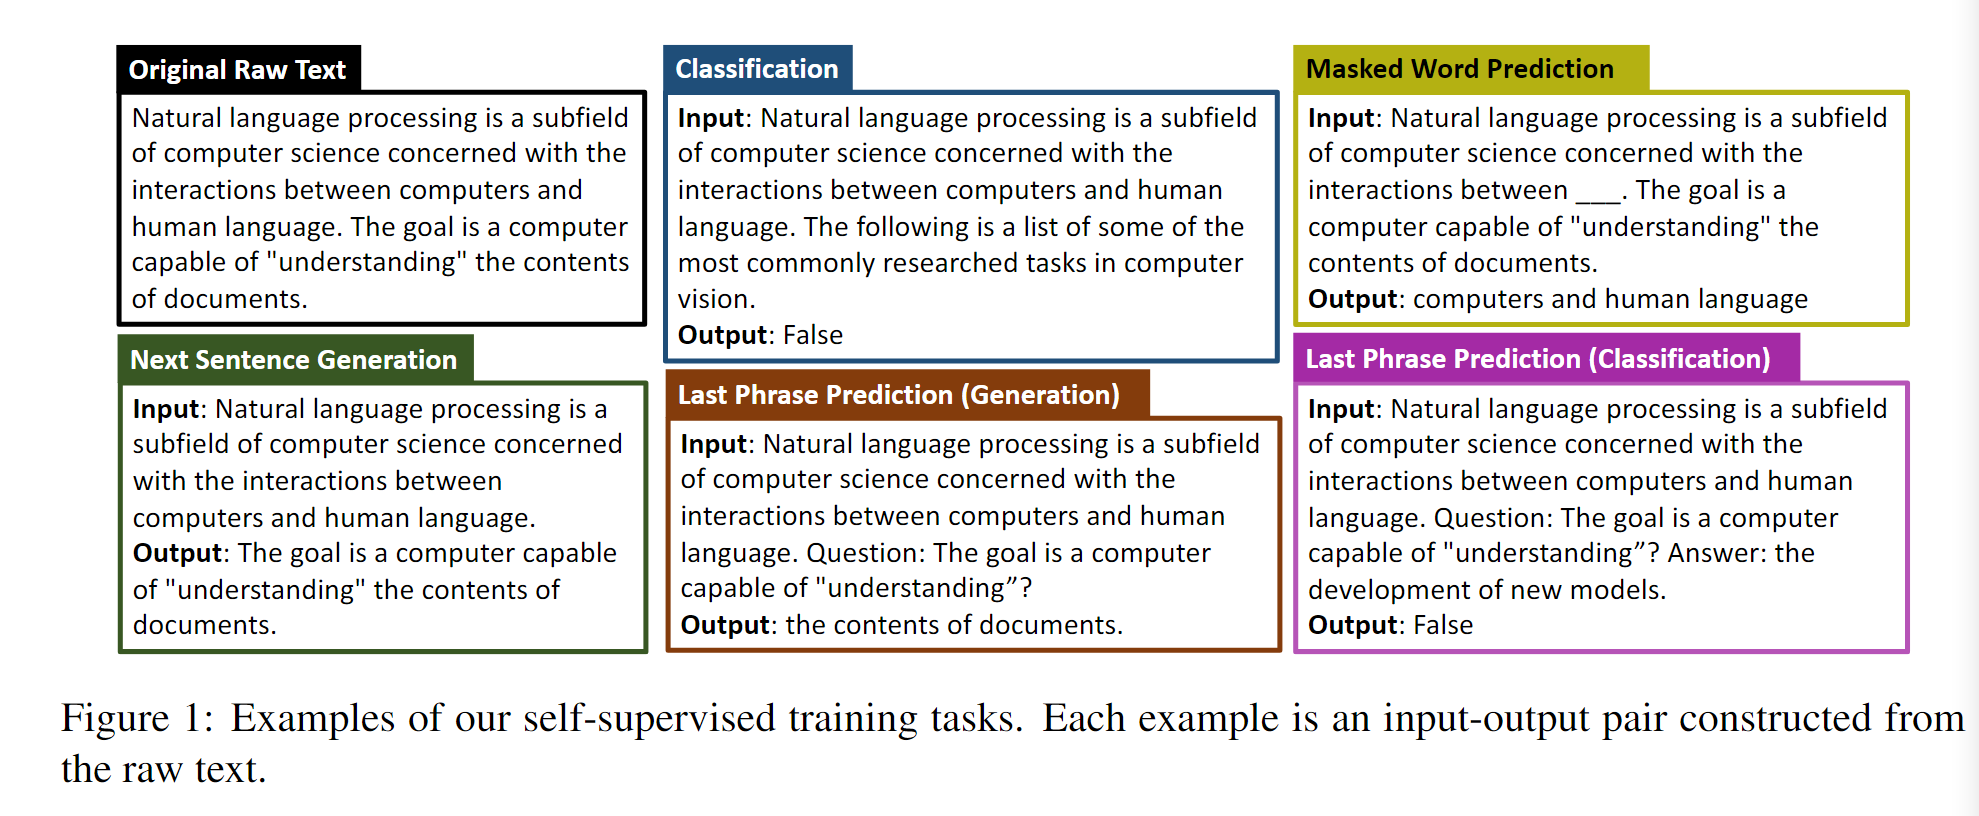 Original Raw Text
Natural language processing is a subfield
of computer science concerned with the
interactions between computers and
human language. The goal is a computer
capable of "understanding" the contents
of documents.
Classification
Input: Natural language processing is a subfield
of computer science concerned with the
interactions between computers and human
language. The following is a list of some of the
most commonly researched tasks in computer
vision.
Output: False
Masked Word Prediction
Input: Natural language processing is a subfield
of computer science concerned with the
interactions between ___. The goal is a
computer capable of "understanding" the
contents of documents.
Output: computers and human language
Next Sentence Generation
Input: Natural language processing is a
subfield of computer science concerned
with the interactions between
computers and human language.
Output: The goal is a computer capable
of "understanding" the contents of
documents.
Last Phrase Prediction (Generation)
Input: Natural language processing is a subfield
of computer science concerned with the
interactions between computers and human
language. Question: The goal is a computer
capable of "understanding”?
Output: the contents of documents.
Last Phrase Prediction (Classification)
Input: Natural language processing is a subfield
of computer science concerned with the
interactions between computers and human
language. Question: The goal is a computer
capable of "understanding”? Answer: the
development of new models.
Output: False
Figure 1: Examples of our self-supervised training tasks. Each example is an input-output pair constructed from
the raw text.